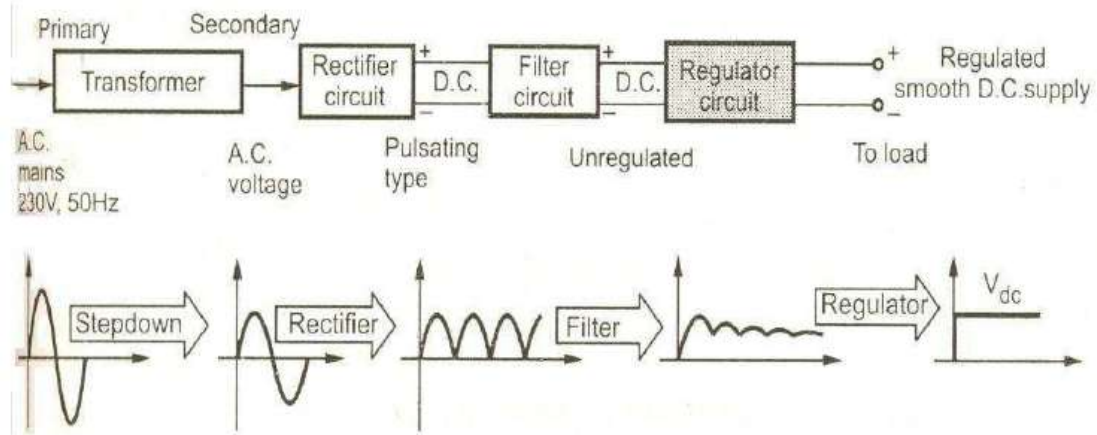 Primary
Secondary
Transformer
Rectifier
circuit
+
D.C.
−
Filter
circuit
+
D.C.
−
Regulator
circuit
+
−
Regulated
smooth D.C.supply
A.C.
mains
230V, 50Hz
A.C.
voltage
Pulsating
type
Unregulated
To load
Stepdown
Rectifier
Filter
Regulator
Vdc